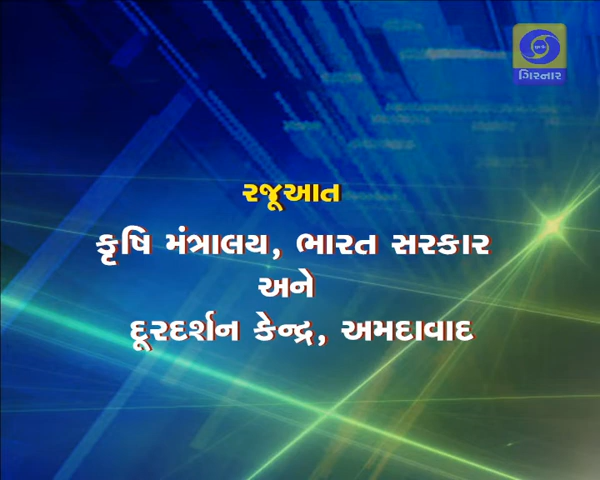 ગિરનાર
રજૂઆત
કૃષિ મંત્રાલય, ભારત સરકાર
અને
દૂરદર્શન કેન્દ્ર, અમદાવાદ